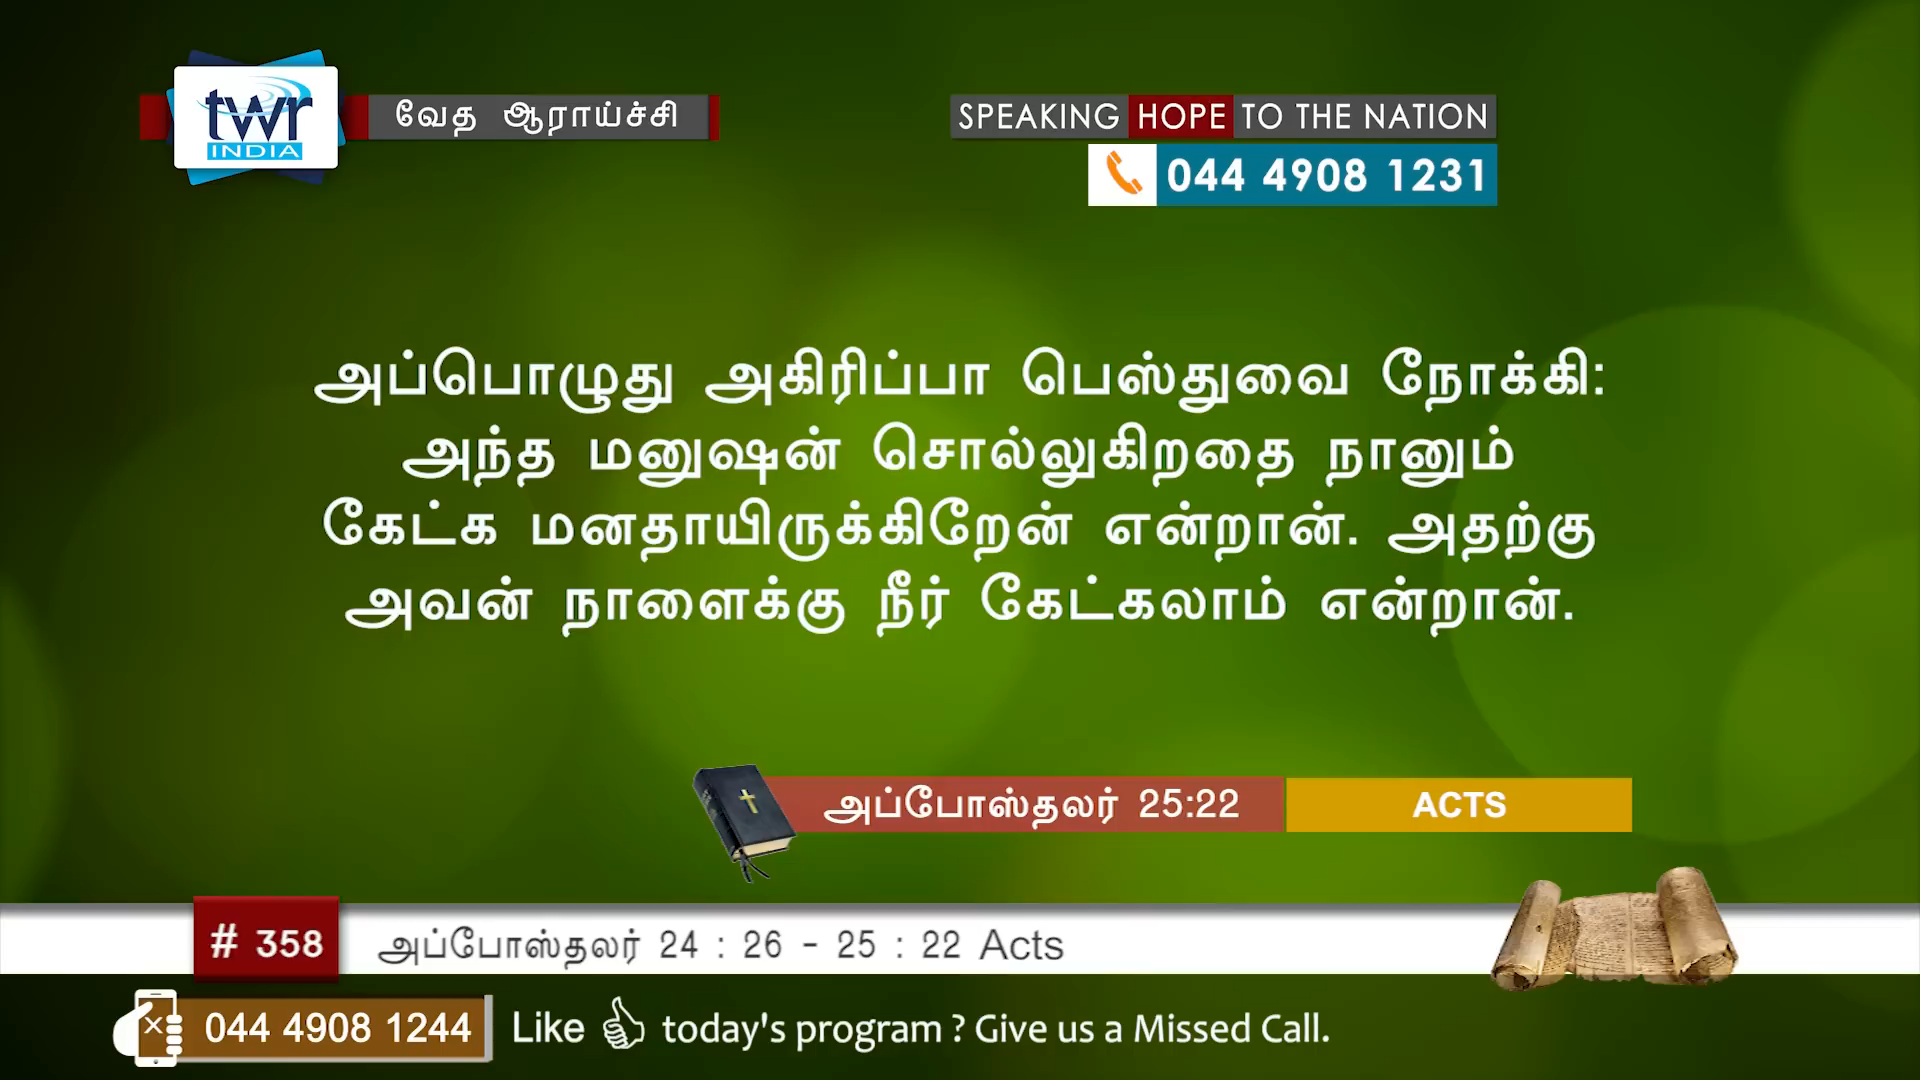 twr
INDIA
வேத ஆராய்ச்சி
SPEAKING HOPE TO THE NATION
044 4908 1231
அப்பொழுது அகிரிப்பா பெஸ்துவை நோக்கி:
அந்த மனுஷன் சொல்லுகிறதை நானும்
கேட்க மனதாயிருக்கிறேன் என்றான். அதற்கு
அவன் நாளைக்கு நீர் கேட்கலாம் என்றான்.
அப்போஸ்தலர் 25:22 ACTS
# 358 அப்போஸ்தலர் 24 : 26 - 25 : 22 Acts
044 4908 1244 Like today's program ? Give us a Missed Call.